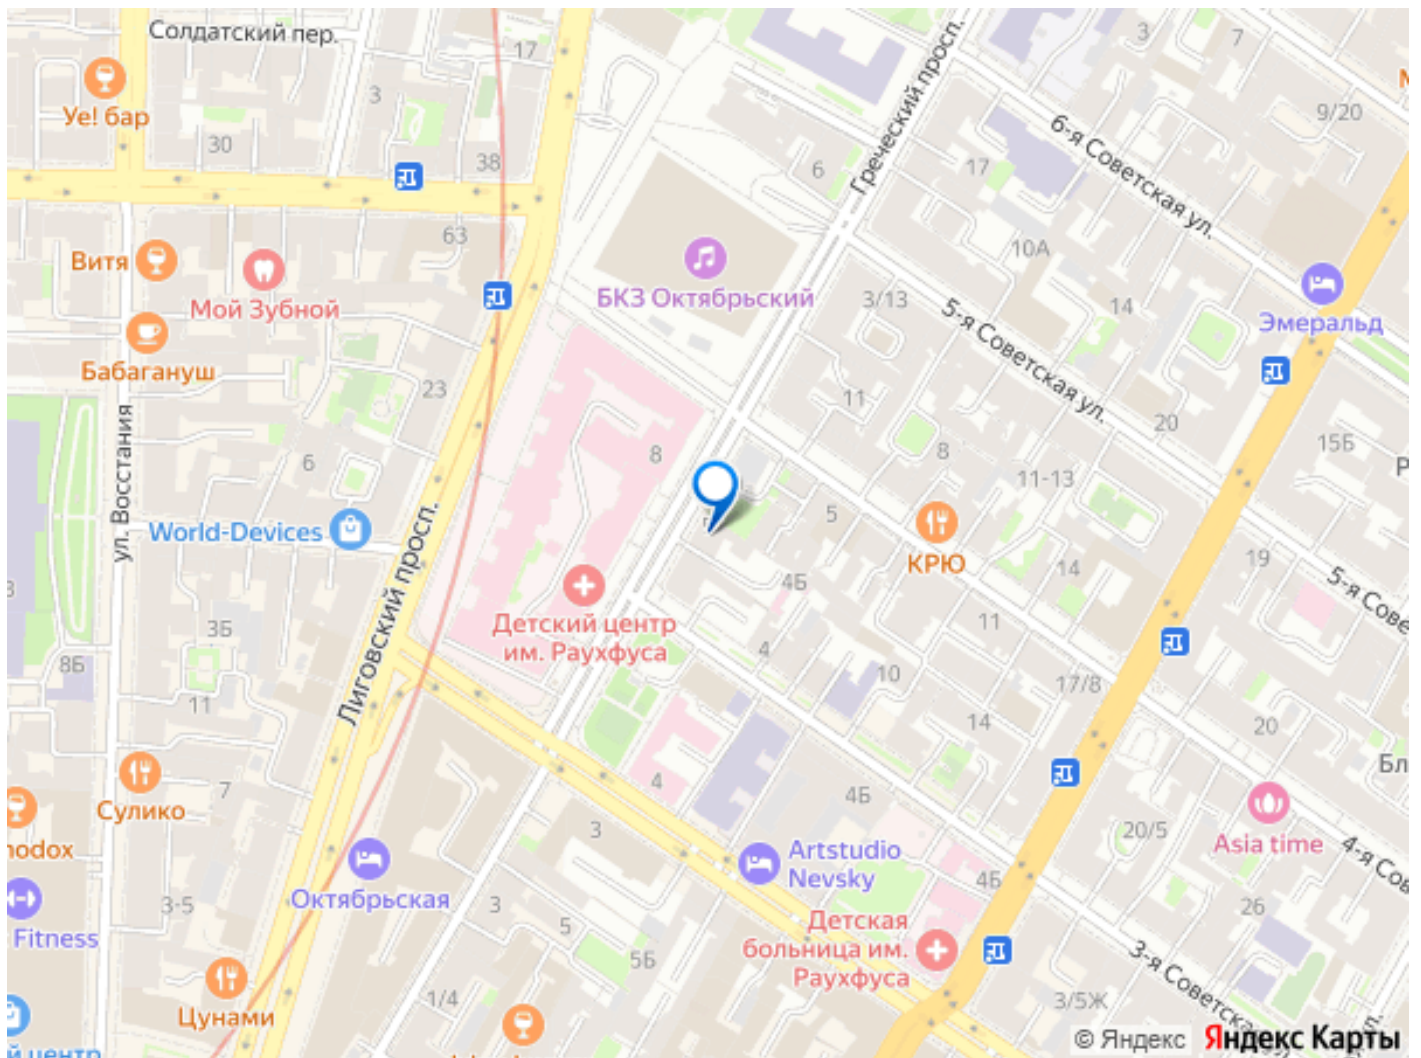 Солдатский пер.
17
3
7
Уе! бар
3
30
38
6
Греческий просп.
17
6-я Советская ул.
9/20
63
Витя
Мой Зубной
БКЗ Октябрьский
10А
3/13
14
Эмеральд
Бабагануш
23
11
5-я Советская ул.
20
15Б
ул. Восстания
6
8
8
11-13
World-Devices
5
КРЮ
14
19
5-я Сове
Лиговский просп.
Детский центр
им. Раухфуса
4Б
4
11
3Б
8Б
11
10
17/8
14
20
Сулико
7
4
4Б
3
Бл
20/5
Asia time
4-я Сов
nodox
Октябрьская
Artstudio
Nevsky
4Б
3-5
3
5
5Б
26
Fitness
Детская
больница им.
Раухфуса
3-я Советская ул.
Цунами
1/4
3/5Ж
й центр
© Яндекс Яндекс Карты